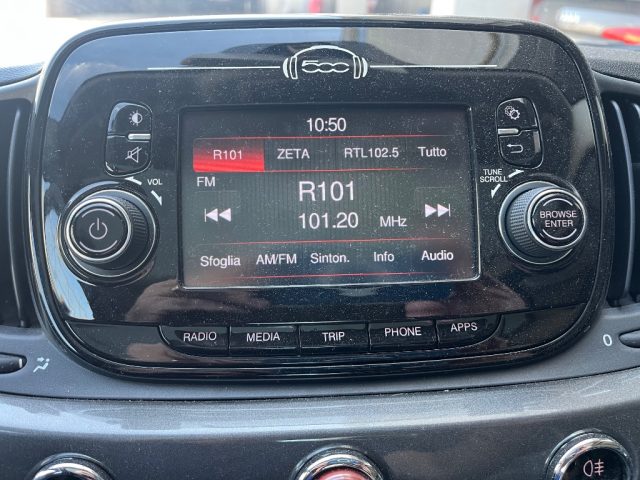 500
10:50
R101 ZETA RTL102.5 Tutto
FM
R101
101.20 MHz
Sfoglia AM/FM Sinton. Info Audio
VOL
TUNE
SCROLL
BROWSE
ENTER
RADIO MEDIA TRIP PHONE APPS
0